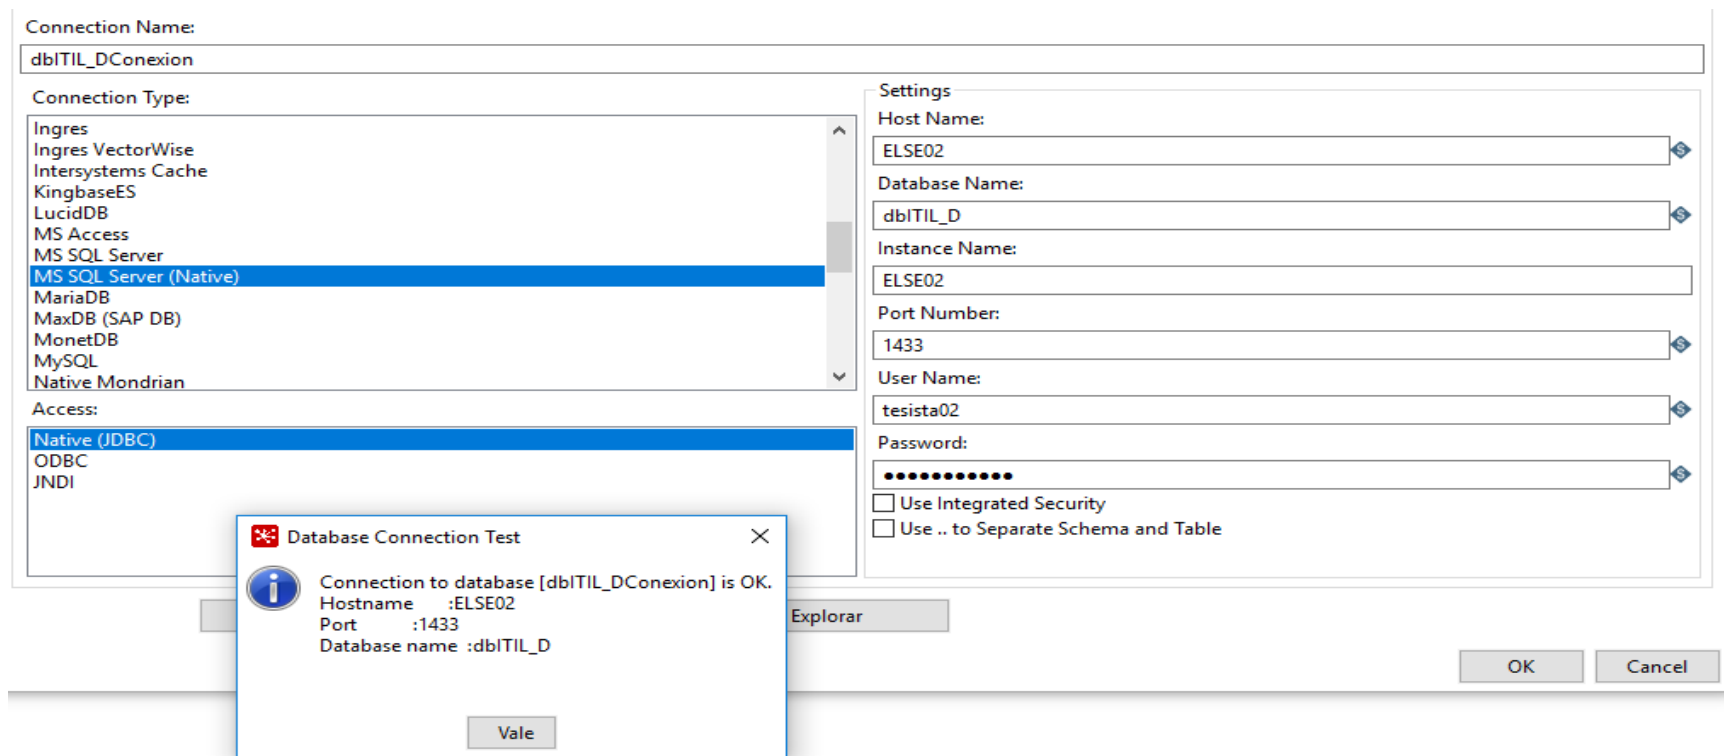 Connection Name:
dbITIL_DConexion
Connection Type:
Ingres
Ingres VectorWise
Intersystems Cache
KingbaseES
LucidDB
MS Access
MS SQL Server
MS SQL Server (Native)
MariaDB
MaxDB (SAP DB)
MonetDB
MySQL
Native Mondrian
Access:
Native (JDBC)
ODBC
JNDI
Settings
Host Name:
ELSE02
Database Name:
dbITIL_D
Instance Name:
ELSE02
Port Number:
1433
User Name:
tesista02
Password:
●●●●●●●●●●●
Use Integrated Security
Use .. to Separate Schema and Table
Database Connection Test
Connection to database [dbITIL_DConexion] is OK.
Hostname :ELSE02
Port :1433
Database name :dbITIL_D
Vale
Explorar
OK
Cancel